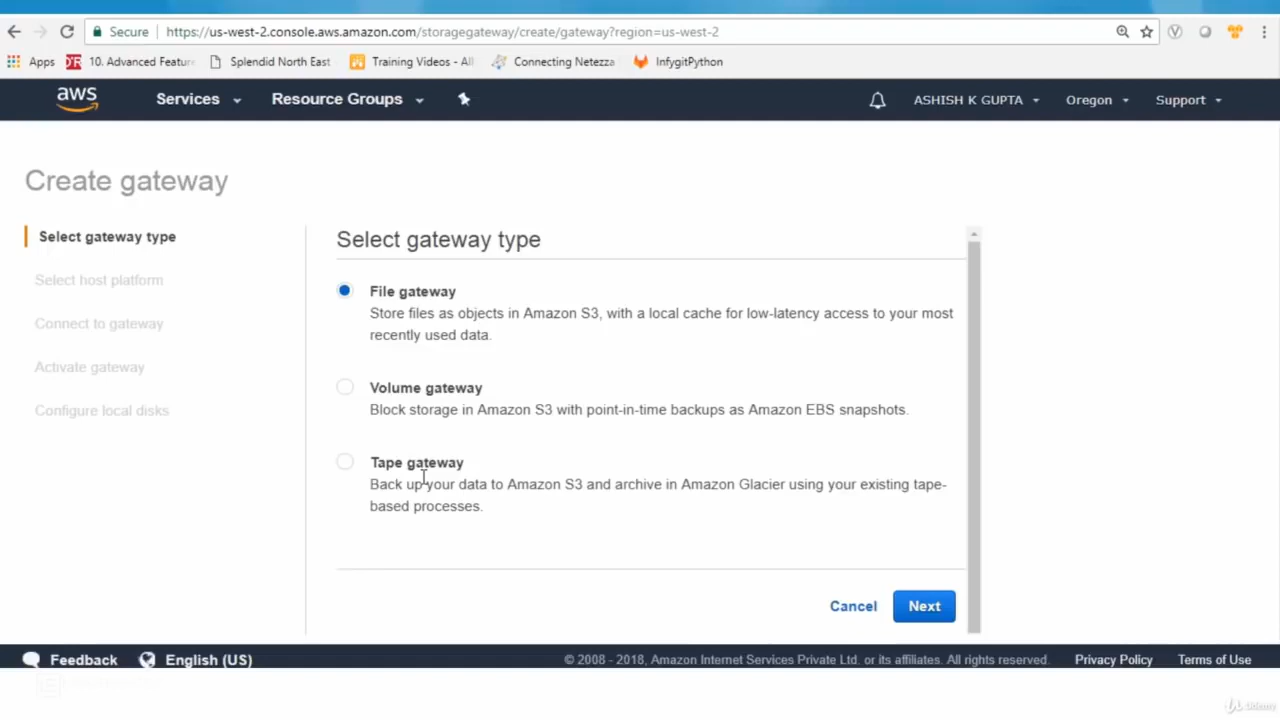 Secure
https://us-west-2.console.aws.amazon.com/storagegateway/create/gateway?region=us-west-2
Apps
10. Advanced Featur
Splendid North East
Training Videos - All
Connecting Netezza
InfygitPython
aws
Services
Resource Groups
ASHISH K GUPTA
Oregon
Support
Create gateway
Select gateway type
Select host platform
Connect to gateway
Activate gateway
Configure local disks
Select gateway type
File gateway
Store files as objects in Amazon S3, with a local cache for low-latency access to your most
recently used data.
Volume gateway
Block storage in Amazon S3 with point-in-time backups as Amazon EBS snapshots.
Tape gateway
Back up your data to Amazon S3 and archive in Amazon Glacier using your existing tape-
based processes.
Cancel
Next
Feedback
English (US)
© 2008 - 2018, Amazon Internet Services Private Ltd. or its affiliates. All rights reserved.
Privacy Policy
Terms of Use
Udemy